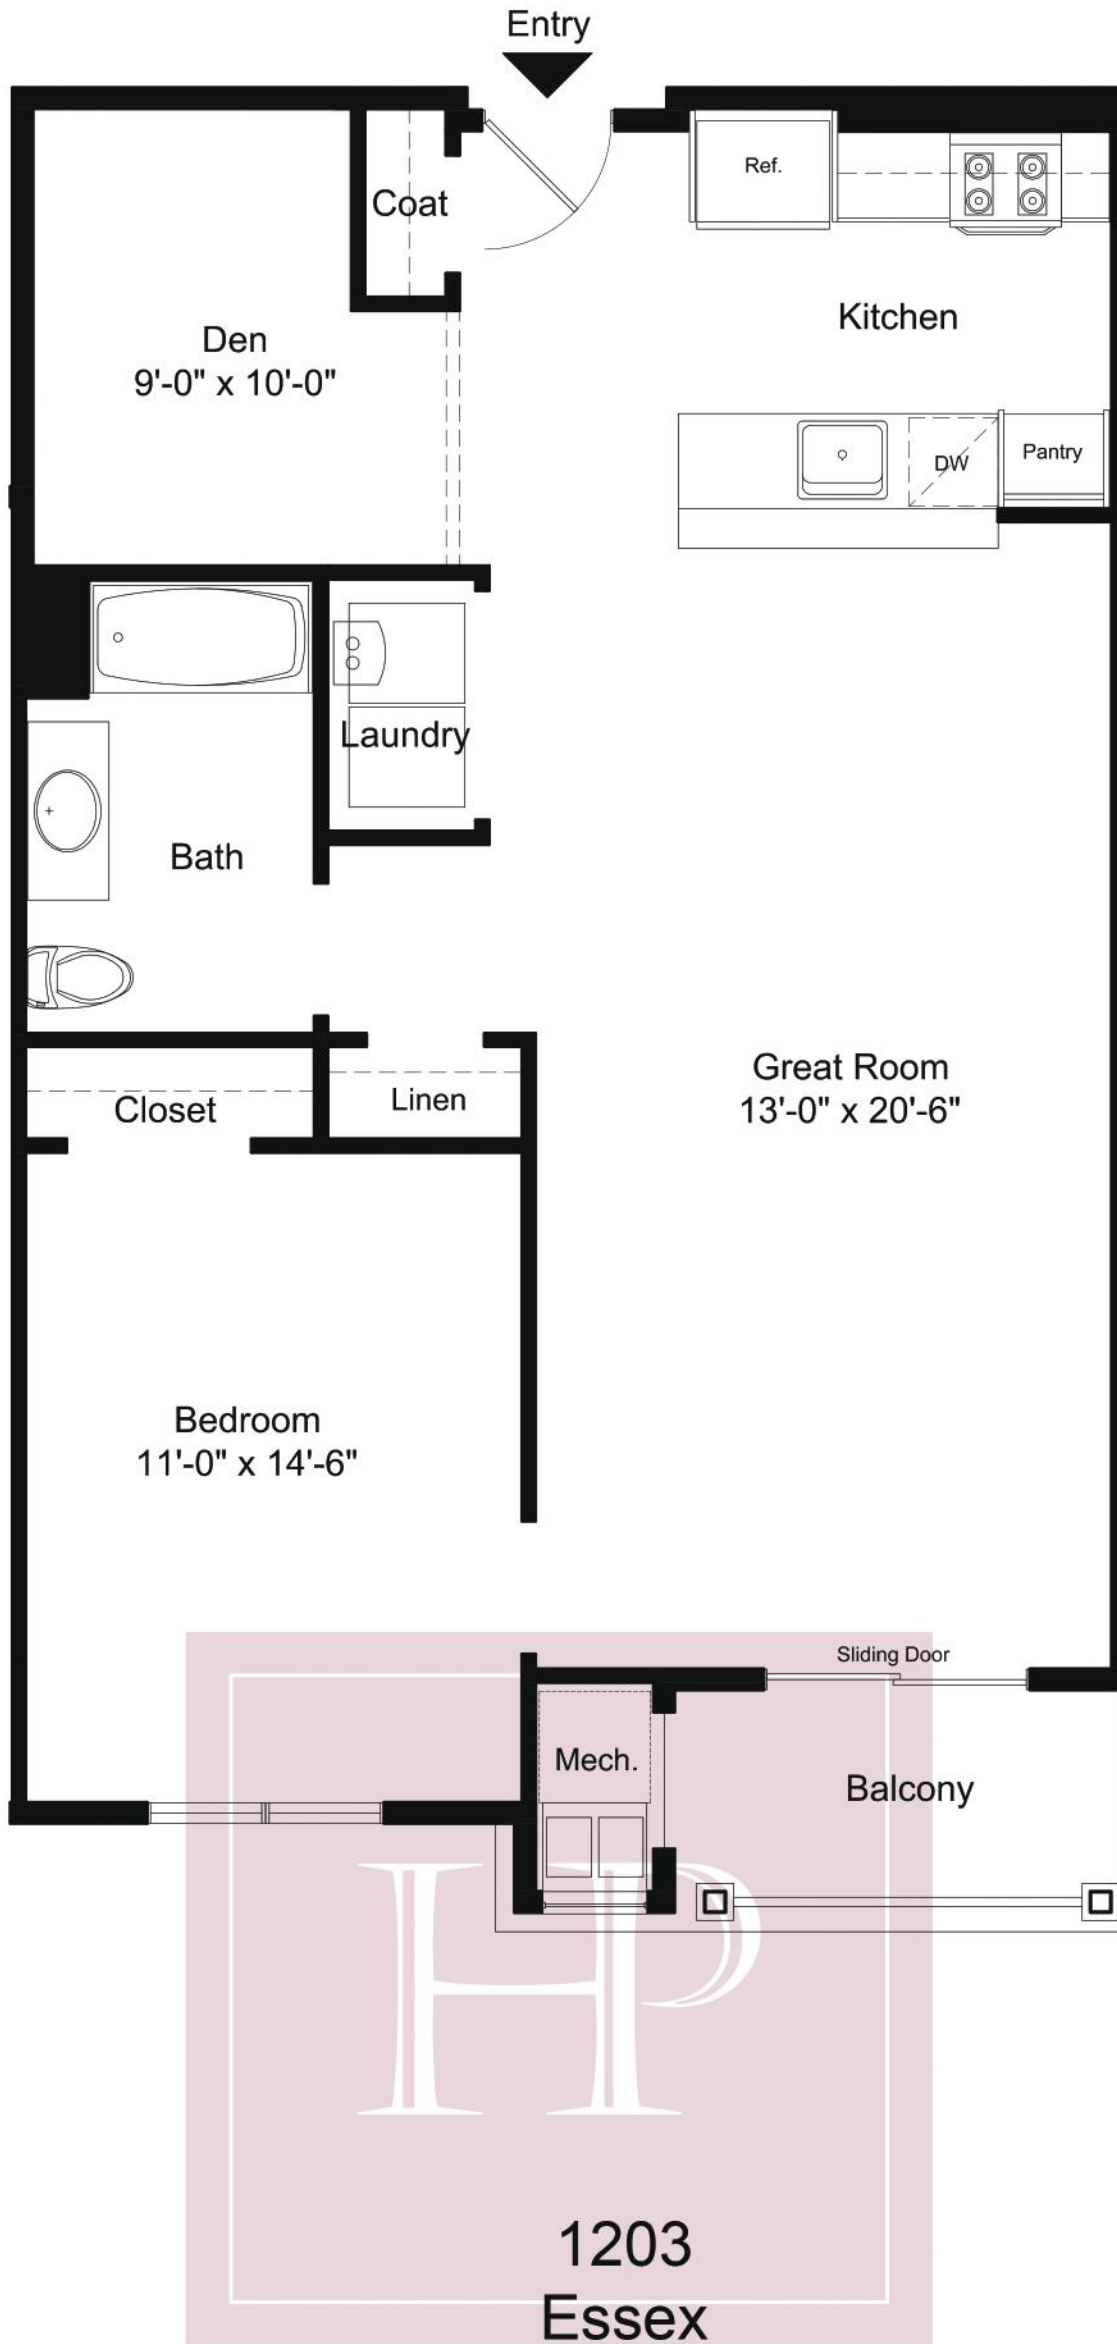 Entry
Ref.
Coat
Kitchen
Den
9'-0" x 10'-0"
DW
Pantry
Laundry
Bath
Great Room
13'-0" x 20'-6"
Linen
Closet
Bedroom
11'-0" x 14'-6"
Sliding Door
Mech.
Balcony
HP
1203
Essex